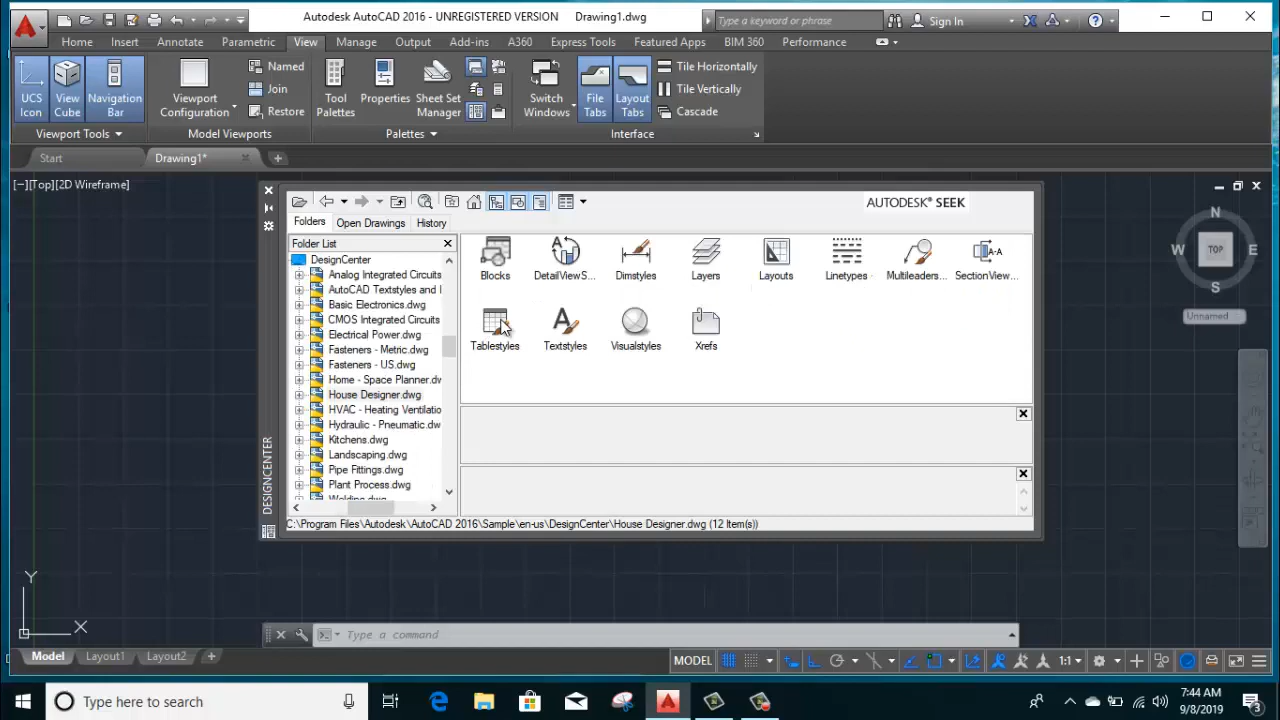 Autodesk AutoCAD 2016 - UNREGISTERED VERSION Drawing1.dwg
Type a keyword or phrase
Sign In
Home Insert Annotate Parametric View Manage Output Add-ins A360 Express Tools Featured Apps BIM 360 Performance
UCS Icon
View Cube
Navigation Bar
Viewport Configuration
Named
Join
Restore
Tool Palettes
Properties
Sheet Set Manager
Switch Windows
File Tabs
Layout Tabs
Tile Horizontally
Tile Vertically
Cascade
Viewport Tools Model Viewports Palettes Interface
Start Drawing1*
[−][Top][2D Wireframe]
AUTODESK® SEEK
Folders Open Drawings History
Folder List
DesignCenter
Analog Integrated Circuits
AutoCAD Textstyles and
Basic Electronics.dwg
CMOS Integrated Circuits
Electrical Power.dwg
Fasteners - Metric.dwg
Fasteners - US.dwg
Home - Space Planner.dw
House Designer.dwg
HVAC - Heating Ventilatio
Hydraulic - Pneumatic.dw
Kitchens.dwg
Landscaping.dwg
Pipe Fittings.dwg
Plant Process.dwg
Welding.dwg
Blocks DetailViewS... Dimstyles Layers Layouts Linetypes Multileaders... SectionView...
Tablestyles Textstyles Visualstyles Xrefs
DESIGNCENTER
C:\Program Files\Autodesk\AutoCAD 2016\Sample\en-us\DesignCenter\House Designer.dwg (12 Item(s))
N
W TOP E
S
Unnamed
Y
X
Type a command
Model Layout1 Layout2
MODEL
1:1
Type here to search
7:44 AM
9/8/2019
3